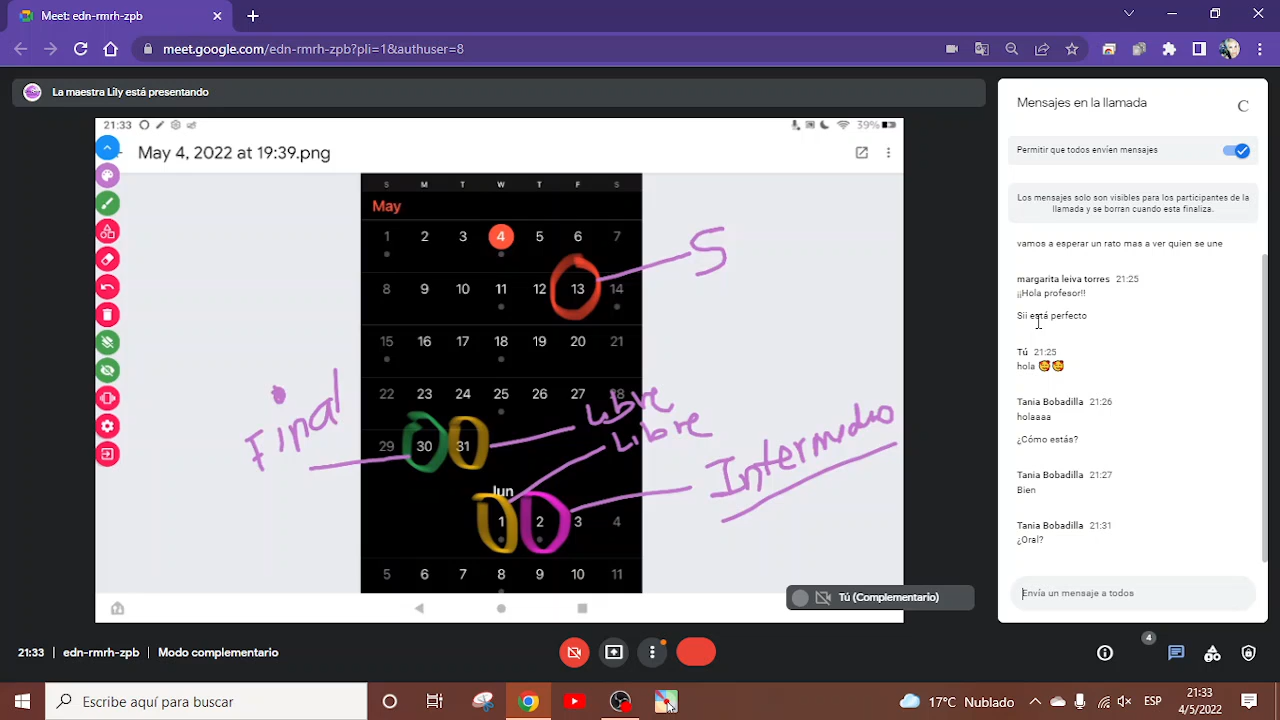 Meet: edn-rmrh-zpb
meet.google.com/edn-rmrh-zpb?pli=1&authuser=8
La maestra Lily está presentando
21:33
39%
May 4, 2022 at 19:39.png
S M T W T F S
May
1 2 3 4 5 6 7
8 9 10 11 12 13 14
15 16 17 18 19 20 21
22 23 24 25 26 27 28
29 30 31
Jun
1 2 3 4
5 6 7 8 9 10 11
S
Final
Libre
Libre
Intermidio
Tú (Complementario)
Mensajes en la llamada
Permitir que todos envíen mensajes
Los mensajes solo son visibles para los participantes de la
llamada y se borran cuando esta finaliza.
vamos a esperar un rato mas a ver quien se une
margarita leiva torres 21:25
¡¡Hola profesor!!
Sii está perfecto
Tú 21:25
hola 🥰🥰
Tania Bobadilla 21:26
holaaaa
¿Cómo estás?
Tania Bobadilla 21:27
Bien
Tania Bobadilla 21:31
¿Oral?
Envía un mensaje a todos
21:33 | edn-rmrh-zpb | Modo complementario
4
Escribe aquí para buscar
17°C Nublado
ESP
21:33
4/5/2022